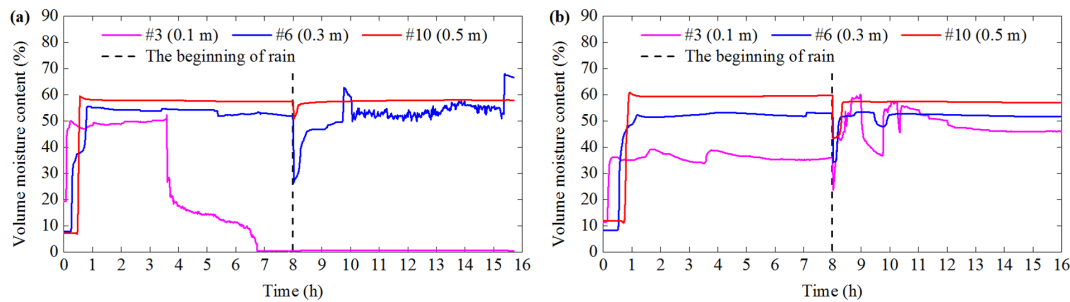 (a)
90
80
70
60
50
40
30
20
10
0
Volume moisture content (%)
#3 (0.1 m) #6 (0.3 m) #10 (0.5 m)
The beginning of rain
0 1 2 3 4 5 6 7 8 9 10 11 12 13 14 15 16
Time (h)
(b)
90
80
70
60
50
40
30
20
10
0
Volume moisture content (%)
#3 (0.1 m) #6 (0.3 m) #10 (0.5 m)
The beginning of rain
0 1 2 3 4 5 6 7 8 9 10 11 12 13 14 15 16
Time (h)